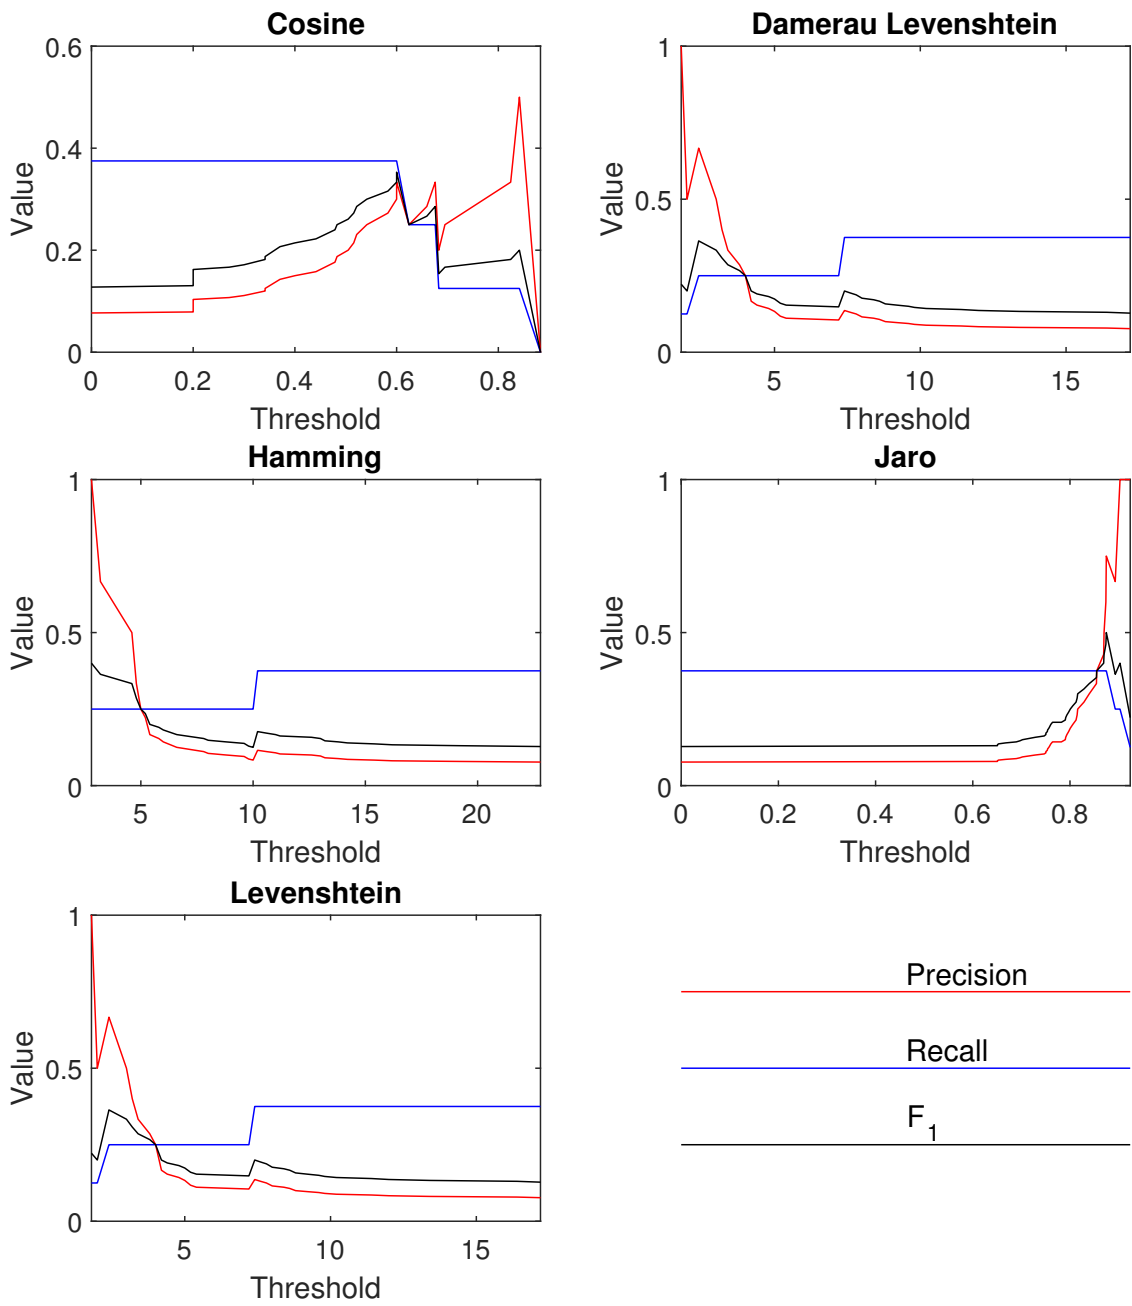 Cosine
0.6
0.4
0.2
0
Value
0 0.2 0.4 0.6 0.8
Threshold
Damerau Levenshtein
1
0.5
0
Value
5 10 15
Threshold
Hamming
1
0.5
0
Value
5 10 15 20
Threshold
Jaro
1
0.5
0
Value
0 0.2 0.4 0.6 0.8
Threshold
Levenshtein
1
0.5
0
Value
5 10 15
Threshold
Precision
Recall
F1